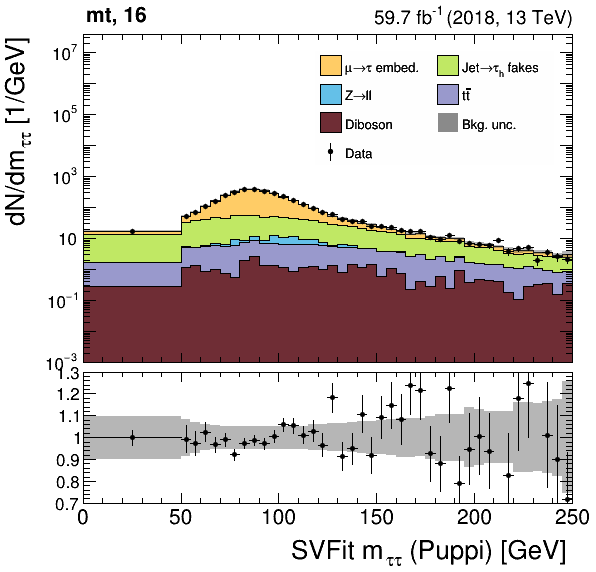 mt, 16
59.7 fb⁻¹ (2018, 13 TeV)
dN/dm_ττ [1/GeV]
10⁷
10⁵
10³
10
10⁻¹
10⁻³
μ→τ embed.
Jet→τ_h fakes
Z→ll
tt̄
Diboson
Bkg. unc.
Data
1.3
1.2
1.1
1
0.9
0.8
0.7
0 50 100 150 200 250
SVFit m_ττ (Puppi) [GeV]